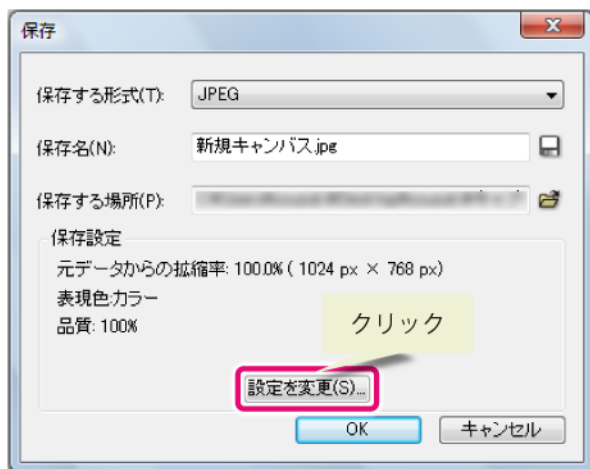 保存
保存する形式(T): JPEG
保存名(N): 新規キャンバス.jpg
保存する場所(P):
保存設定
元データからの拡縮率: 100.0% ( 1024 px × 768 px)
表現色:カラー
品質: 100%
クリック
設定を変更(S)...
OK キャンセル